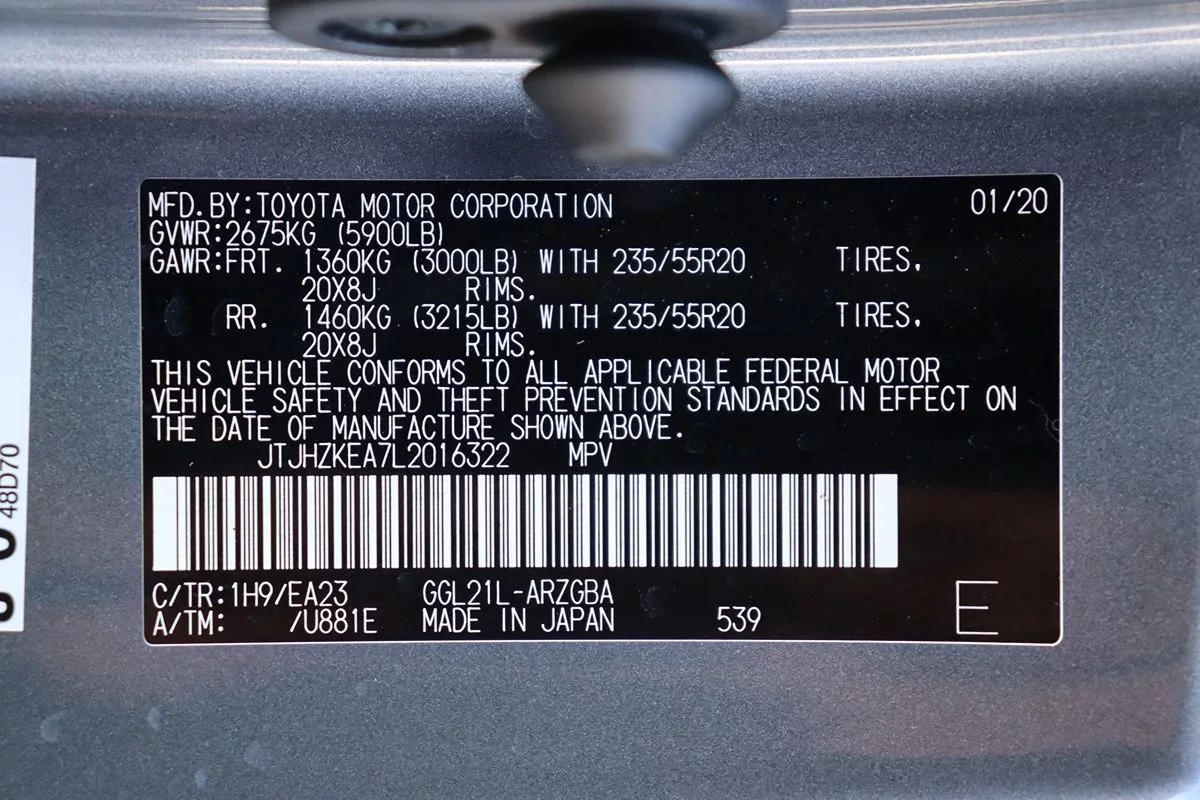 MFD.BY:TOYOTA MOTOR CORPORATION 01/20
GVWR:2675KG (5900LB)
GAWR:FRT. 1360KG (3000LB) WITH 235/55R20 TIRES.
20X8J RIMS.
RR. 1460KG (3215LB) WITH 235/55R20 TIRES.
20X8J RIMS.
THIS VEHICLE CONFORMS TO ALL APPLICABLE FEDERAL MOTOR
VEHICLE SAFETY AND THEFT PREVENTION STANDARDS IN EFFECT ON
THE DATE OF MANUFACTURE SHOWN ABOVE.
JTJHZKEA7L2016322 MPV
C/TR:1H9/EA23 GGL21L-ARZGBA
A/TM: /U881E MADE IN JAPAN 539 E
48D70